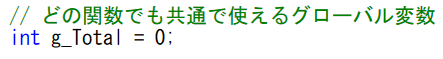 // どの関数でも共通で使えるグローバル変数
int g_Total = 0;